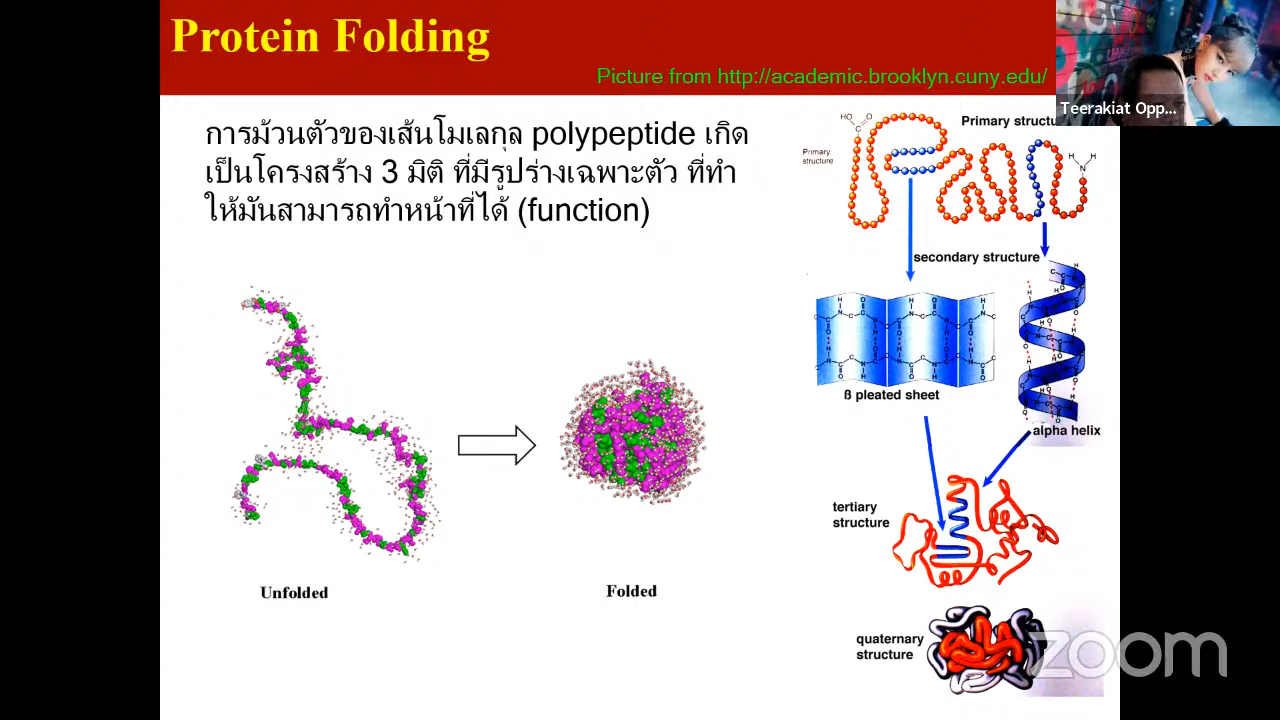 Protein Folding
Picture from http://academic.brooklyn.cuny.edu/
Teerakiat Opp...
การม้วนตัวของเส้นโมเลกุล polypeptide เกิด
เป็นโครงสร้าง 3 มิติ ที่มีรูปร่างเฉพาะตัว ที่ทำ
ให้มันสามารถทำหน้าที่ได้ (function)
Unfolded
Folded
Primary structu
HO
O
C
Primary
structure
H H
N
secondary structure
ß pleated sheet
alpha helix
tertiary
structure
quaternary
structure
zoom